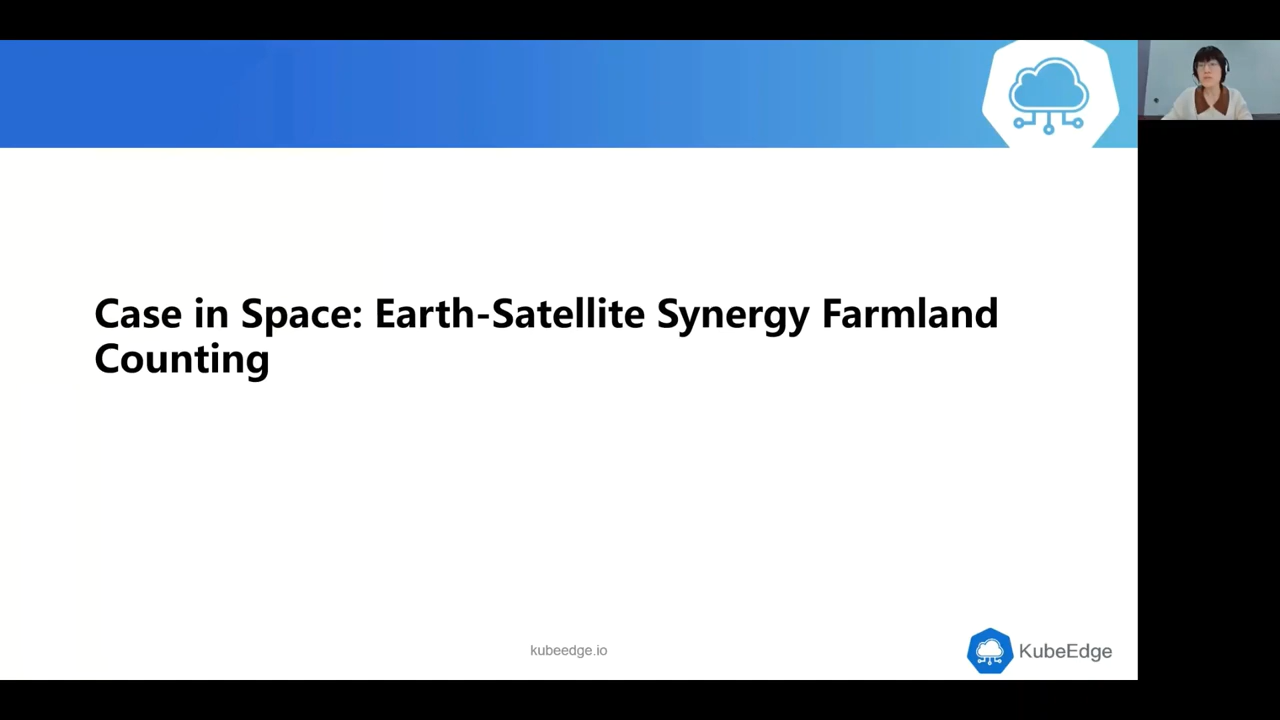 Case in Space: Earth-Satellite Synergy Farmland
Counting
kubeedge.io
KubeEdge